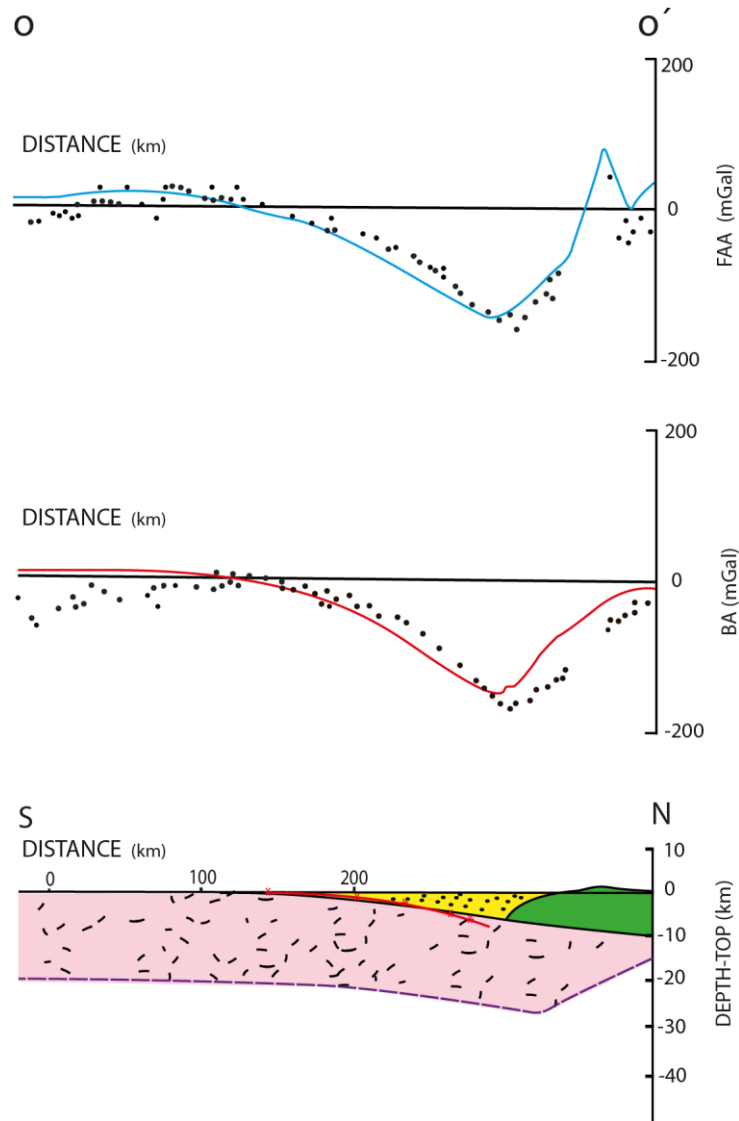 O O´
200
DISTANCE (km)
0
FAA (mGal)
-200
200
DISTANCE (km)
0
BA (mGal)
-200
S N
DISTANCE (km) 10
0 100 200 0
-10
DEPTH-TOP (km)
-20
-30
-40